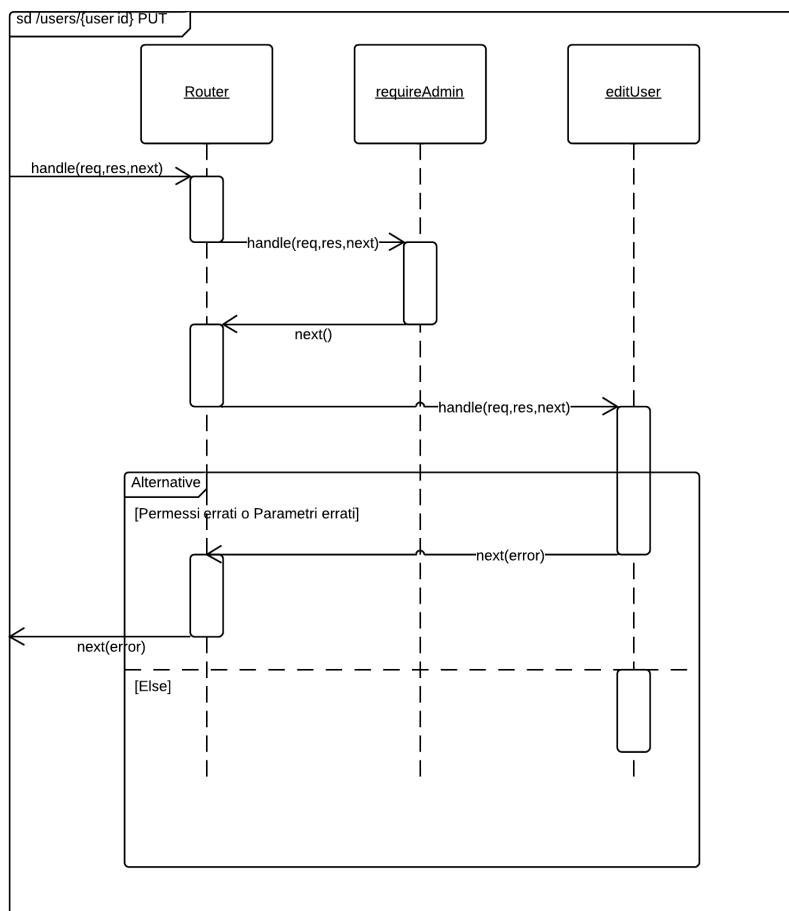 sd /users/{user id} PUT
Router
requireAdmin
editUser
handle(req,res,next)
handle(req,res,next)
next()
handle(req,res,next)
Alternative
[Permessi errati o Parametri errati]
next(error)
next(error)
[Else]